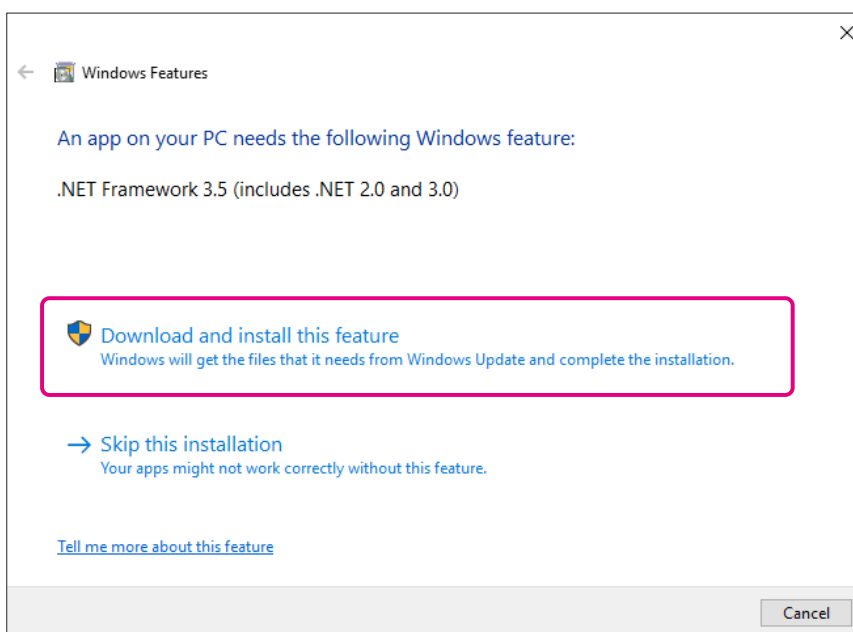 Windows Features
An app on your PC needs the following Windows feature:
.NET Framework 3.5 (includes .NET 2.0 and 3.0)
Download and install this feature
Windows will get the files that it needs from Windows Update and complete the installation.
Skip this installation
Your apps might not work correctly without this feature.
Tell me more about this feature
Cancel